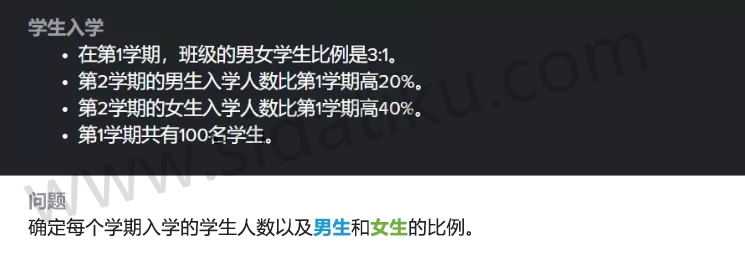 学生入学
• 在第1学期，班级的男女学生比例是3:1。
• 第2学期的男生入学人数比第1学期高20%。
• 第2学期的女生入学人数比第1学期高40%。
• 第1学期共有100名学生。
www.sidatiku.com
问题
确定每个学期入学的学生人数以及男生和女生的比例。